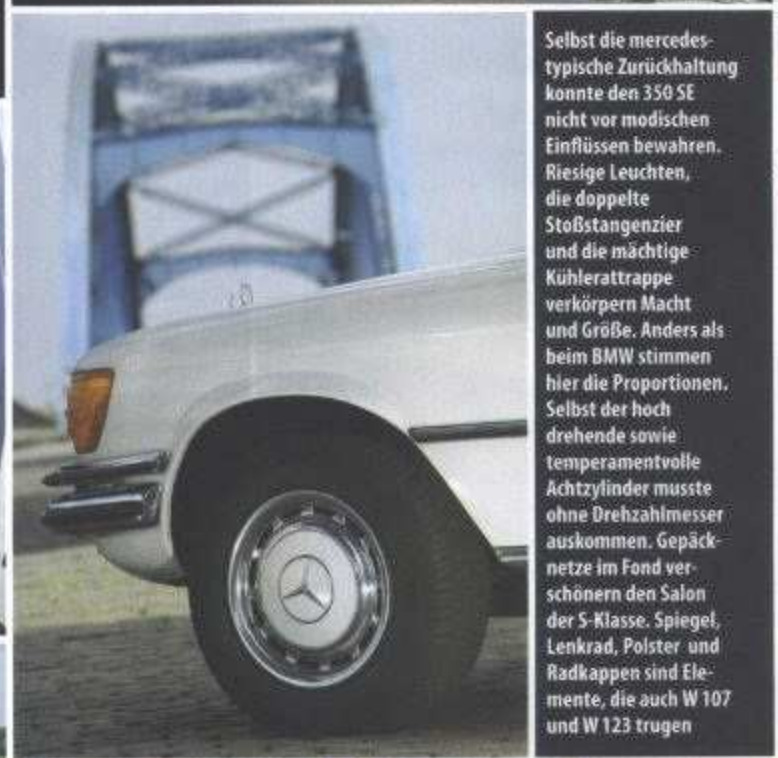 Selbst die mercedes-
typische Zurückhaltung
konnte den 350 SE
nicht vor modischen
Einflüssen bewahren.
Riesige Leuchten,
die doppelte
Stoßstangenzier
und die mächtige
Kühlerattrappe
verkörpern Macht
und Größe. Anders als
beim BMW stimmen
hier die Proportionen.
Selbst der hoch
drehende sowie
temperamentvolle
Achtzylinder musste
ohne Drehzahlmesser
auskommen. Gepäck-
netze im Fond ver-
schönern den Salon
der S-Klasse. Spiegel,
Lenkrad, Polster und
Radkappen sind Ele-
mente, die auch W 107
und W 123 trugen